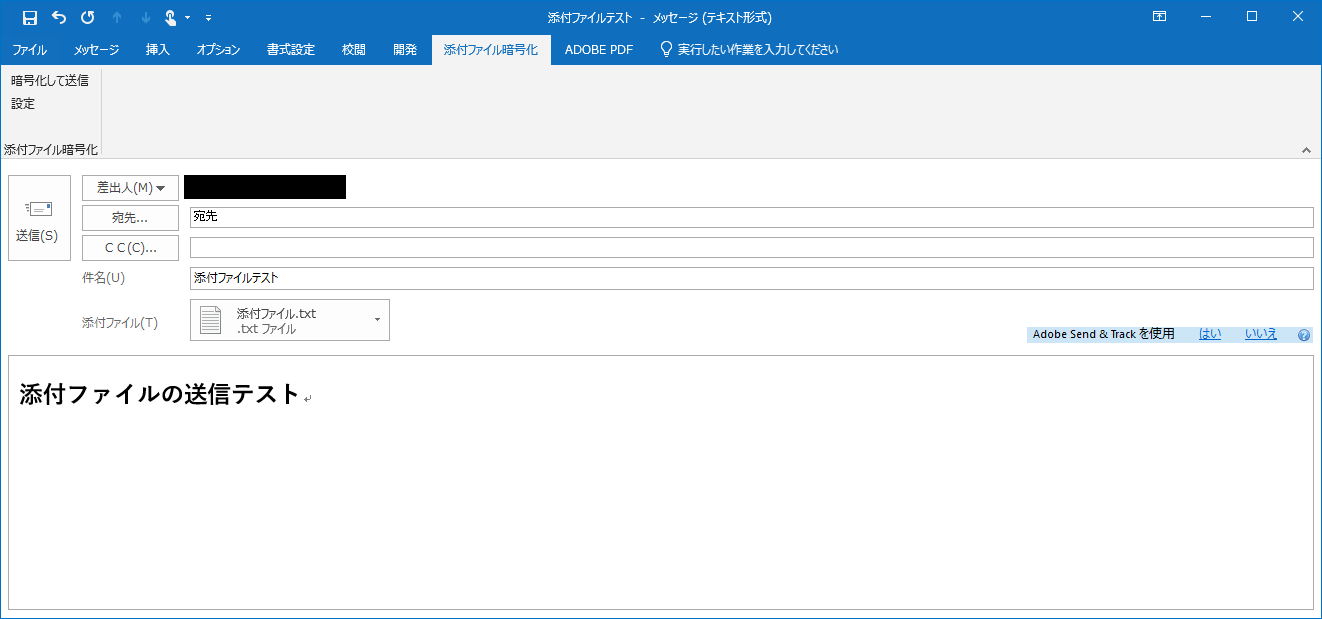 添付ファイルテスト - メッセージ (テキスト形式)
ファイル メッセージ 挿入 オプション 書式設定 校閲 開発 添付ファイル暗号化 ADOBE PDF 実行したい作業を入力してください
暗号化して送信
設定
添付ファイル暗号化
送信(S)
差出人(M)
宛先... 宛先
ＣＣ(C)...
件名(U) 添付ファイルテスト
添付ファイル(T) 添付ファイル.txt
.txt ファイル
Adobe Send & Track を使用 はい いいえ
添付ファイルの送信テスト